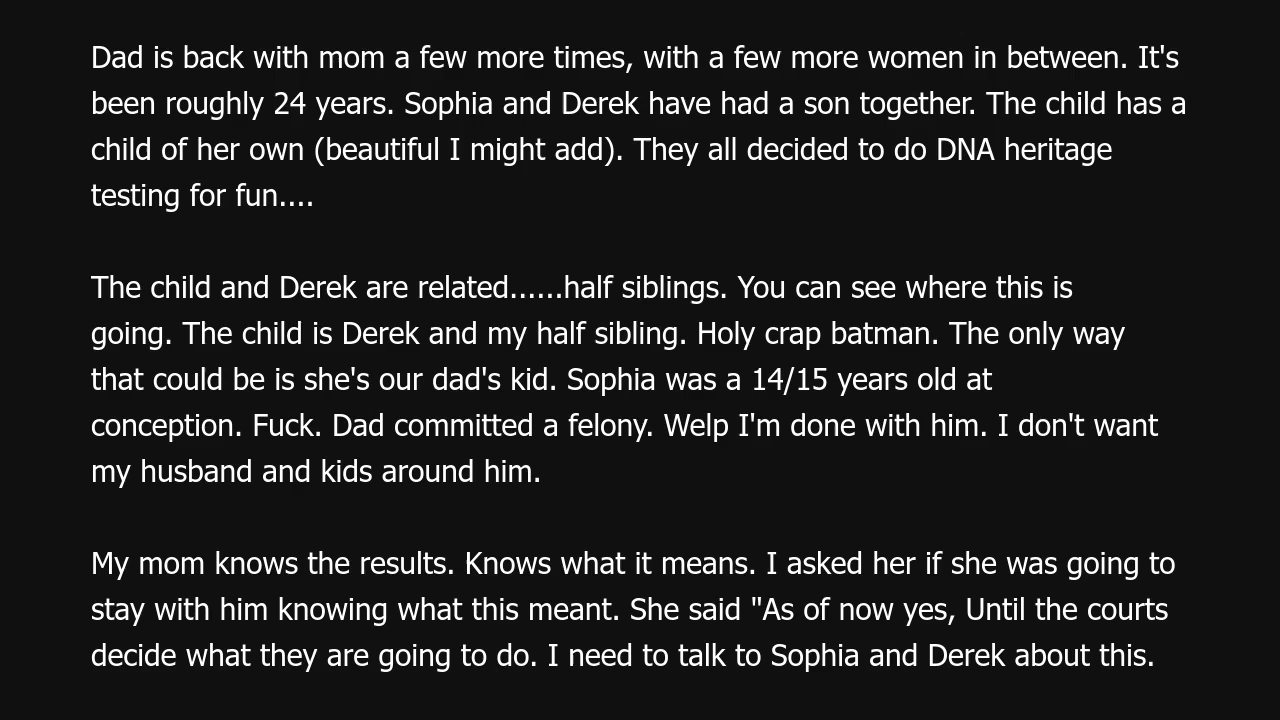 Dad is back with mom a few more times, with a few more women in between. It's
been roughly 24 years. Sophia and Derek have had a son together. The child has a
child of her own (beautiful I might add). They all decided to do DNA heritage
testing for fun....
The child and Derek are related......half siblings. You can see where this is
going. The child is Derek and my half sibling. Holy crap batman. The only way
that could be is she's our dad's kid. Sophia was a 14/15 years old at
conception. Fuck. Dad committed a felony. Welp I'm done with him. I don't want
my husband and kids around him.
My mom knows the results. Knows what it means. I asked her if she was going to
stay with him knowing what this meant. She said "As of now yes, Until the courts
decide what they are going to do. I need to talk to Sophia and Derek about this.